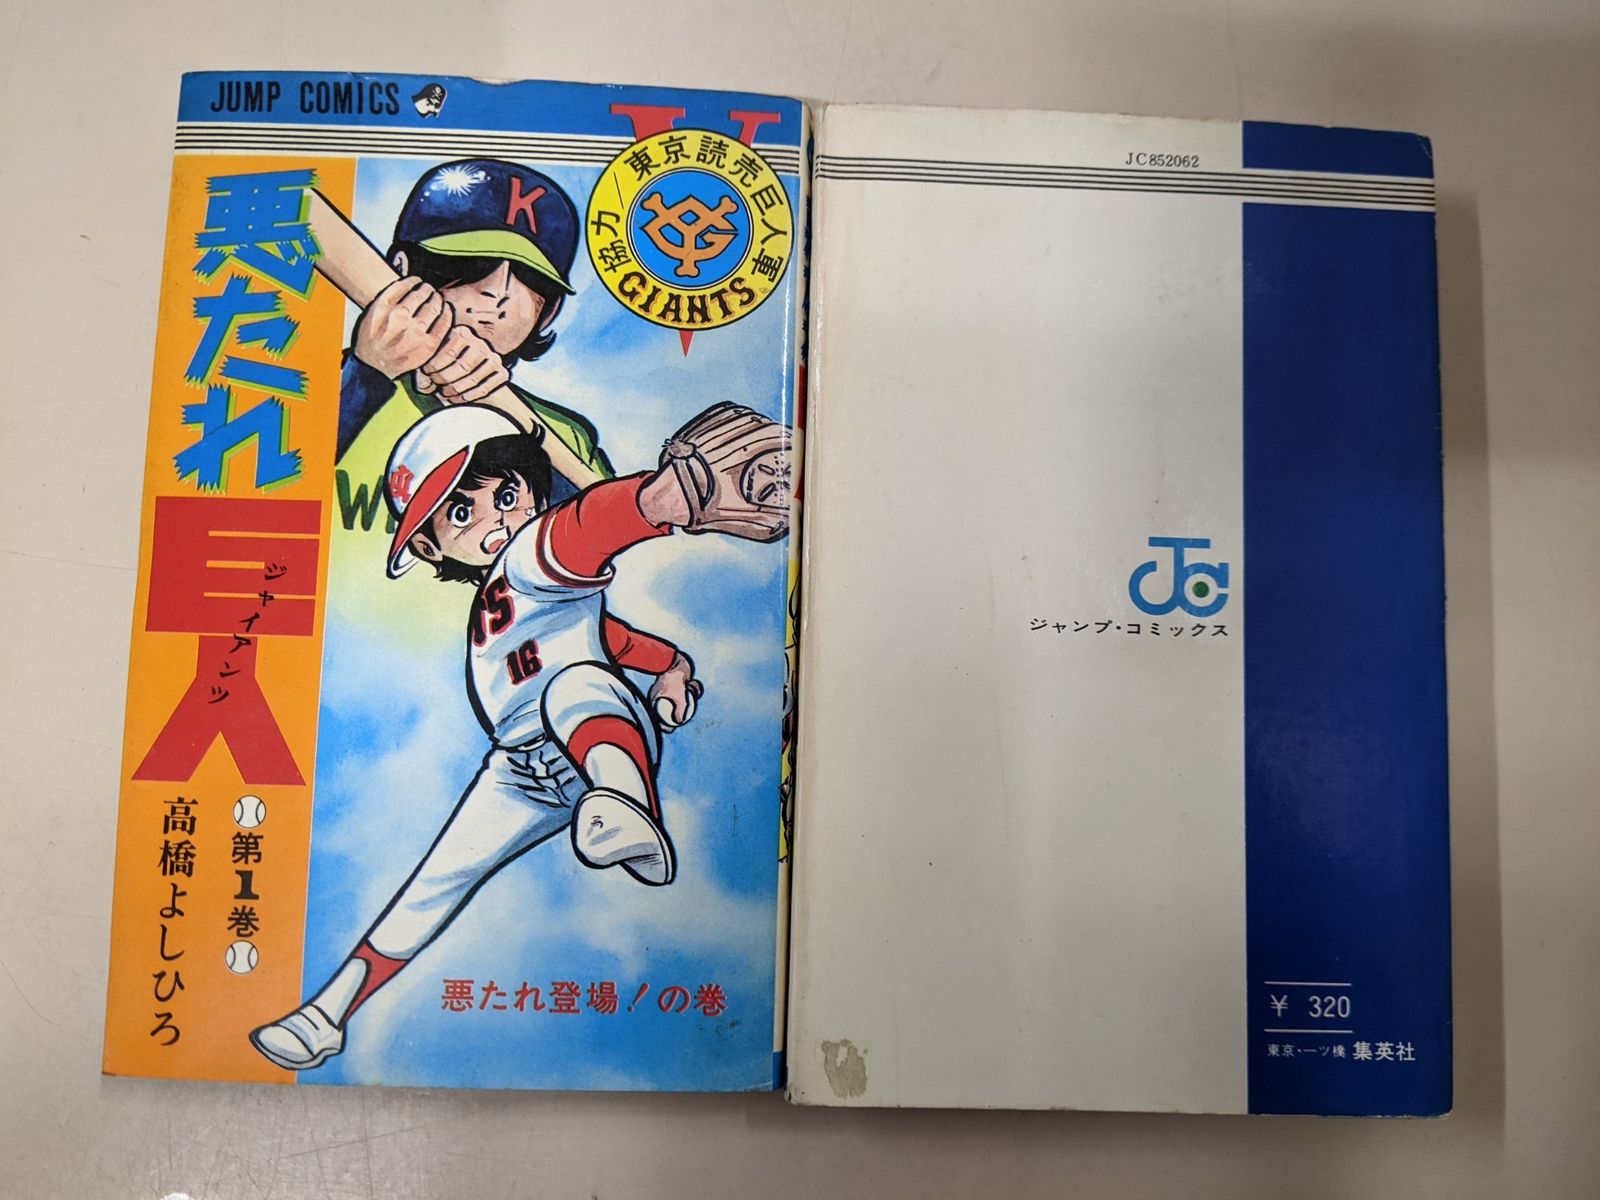 JUMP COMICS
悪たれ
巨人
ジャイアンツ
高橋よしひろ
第1巻
V
協力/東京読売巨人軍
GIANTS
YG
K
W
TS
16
悪たれ登場!の巻
JC852062
JC
ジャンプ・コミックス
¥ 320
東京・一ツ橋 集英社